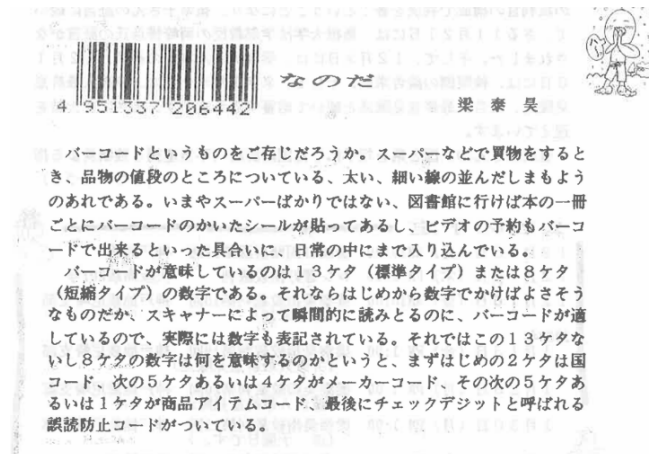 なのだ
4 951337 206442
梁 泰 昊
バーコードというものをご存じだろうか。スーパーなどで買物をすると
き、品物の値段のところについている、太い、細い線の並んだしまもよう
のあれである。いまやスーパーばかりではない、図書館に行けば本の一冊
ごとにバーコードのかいたシールが貼ってあるし、ビデオの予約もバーコ
ードで出来るといった具合いに、日常の中にまで入り込んでいる。
バーコードが意味しているのは13ケタ（標準タイプ）または8ケタ
（短縮タイプ）の数字である。それならはじめから数字でかけばよさそう
なものだが、スキャナーによって瞬間的に読みとるのに、バーコードが適
しているので、実際には数字も表記されている。それではこの13ケタな
いし8ケタの数字は何を意味するのかというと、まずはじめの2ケタは国
コード、次の5ケタあるいは4ケタがメーカーコード、その次の5ケタあ
るいは1ケタが商品アイテムコード、最後にチェックデジットと呼ばれる
誤読防止コードがついている。